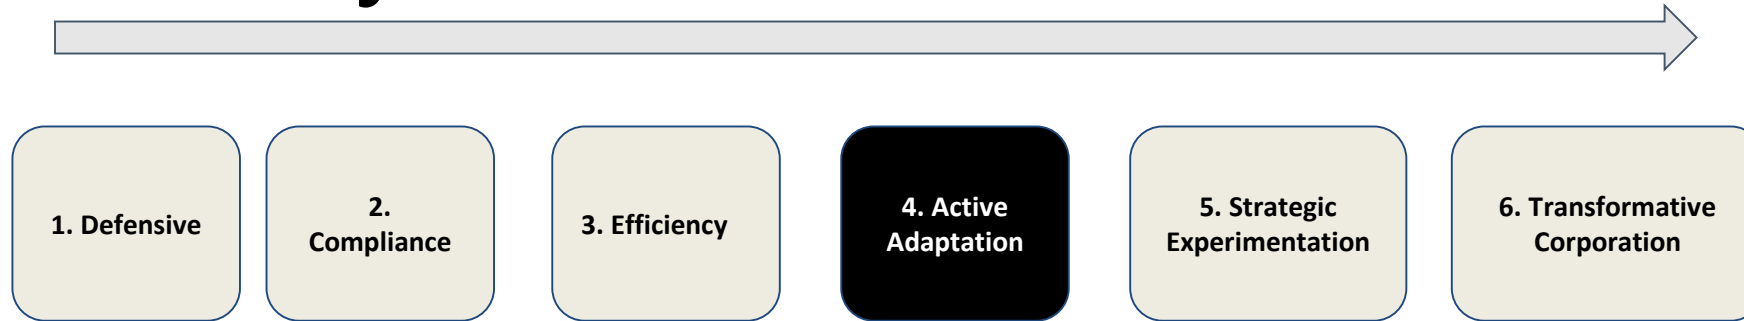 1. Defensive
2.
Compliance
3. Efficiency
4. Active
Adaptation
5. Strategic
Experimentation
6. Transformative
Corporation